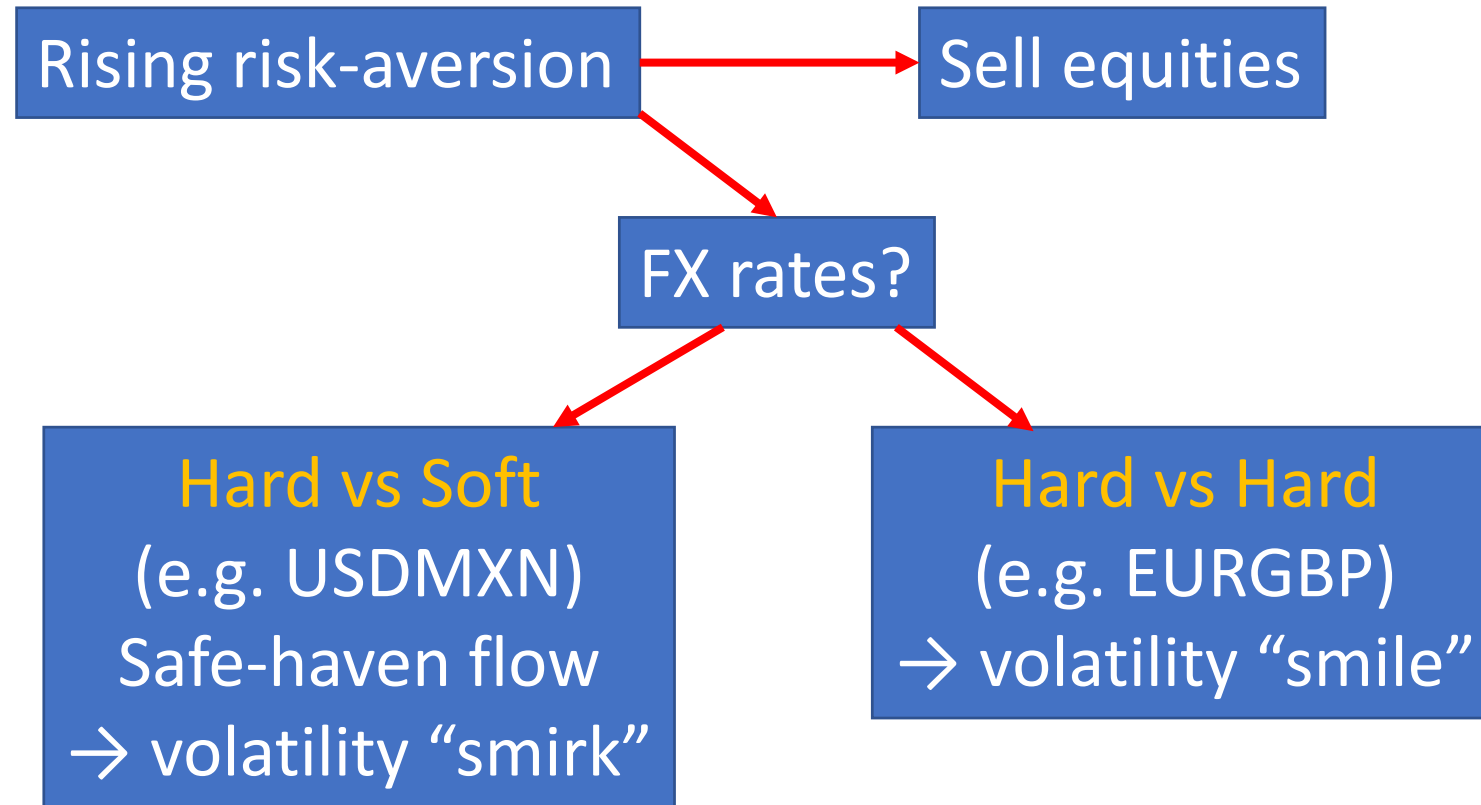 Rising risk-aversion
Sell equities
FX rates?
Hard vs Soft
(e.g. USDMXN)
Safe-haven flow
→ volatility “smirk”
Hard vs Hard
(e.g. EURGBP)
→ volatility “smile”